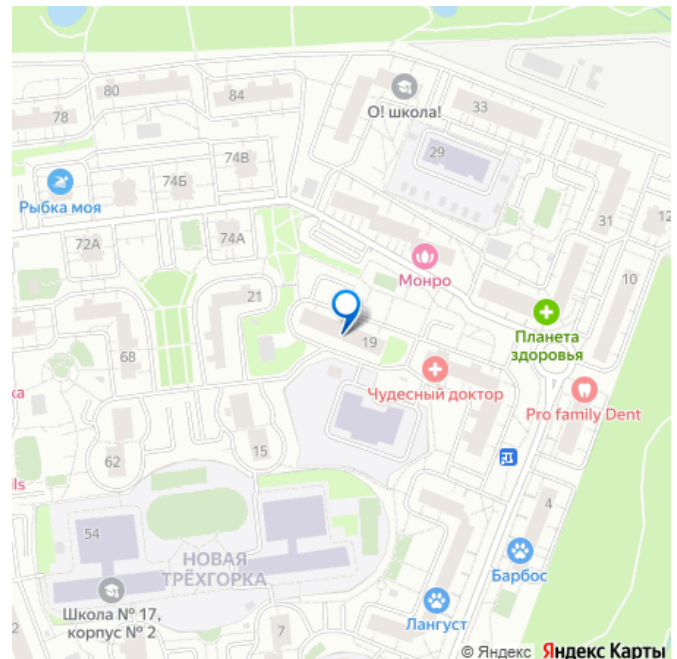 80
84
78
О! школа!
33
29
74В
74Б
Рыбка моя
31
12
72А
74А
Монро
10
21
19
Планета
здоровья
68
Чудесный доктор
Pro family Dent
ка
62
15
ls
4
54
НОВАЯ
ТРЁХГОРКА
Барбос
Школа № 17,
корпус № 2
7
Лангуст
© Яндекс Яндекс Карты